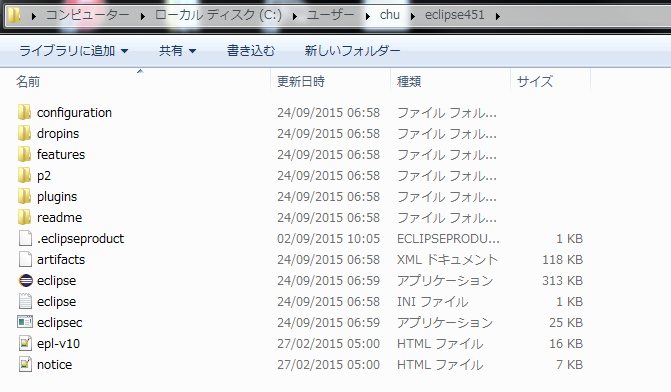 コンピューター ▸ ローカル ディスク (C:) ▸ ユーザー ▸ chu ▸ eclipse451 ▸
ライブラリに追加 ▼ 共有 ▼ 書き込む 新しいフォルダー
名前 更新日時 種類 サイズ
configuration 24/09/2015 06:58 ファイル フォル...
dropins 24/09/2015 06:58 ファイル フォル...
features 24/09/2015 06:58 ファイル フォル...
p2 24/09/2015 06:58 ファイル フォル...
plugins 24/09/2015 06:58 ファイル フォル...
readme 24/09/2015 06:58 ファイル フォル...
.eclipseproduct 02/09/2015 10:05 ECLIPSEPRODU... 1 KB
artifacts 24/09/2015 06:58 XML ドキュメント 118 KB
eclipse 24/09/2015 06:59 アプリケーション 313 KB
eclipse 24/09/2015 06:58 INI ファイル 1 KB
eclipsec 24/09/2015 06:59 アプリケーション 25 KB
epl-v10 27/02/2015 05:00 HTML ファイル 16 KB
notice 27/02/2015 05:00 HTML ファイル 7 KB